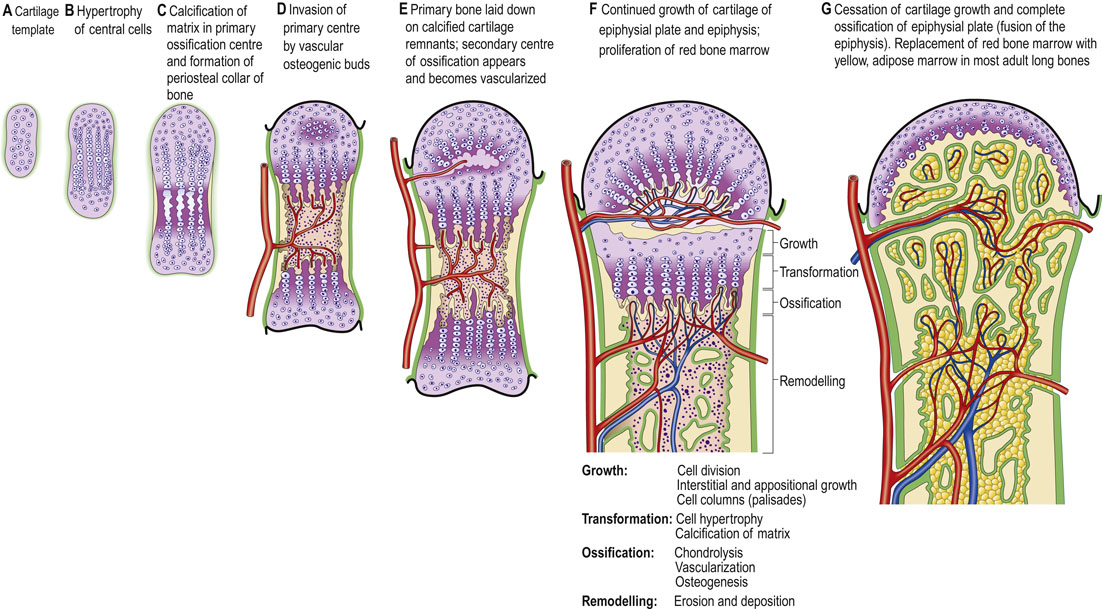 A Cartilage
template
B Hypertrophy
of central cells
C Calcification of
matrix in primary
ossification centre
and formation of
periosteal collar of
bone
D Invasion of
primary centre
by vascular
osteogenic buds
E Primary bone laid down
on calcified cartilage
remnants; secondary centre
of ossification appears
and becomes vascularized
F Continued growth of cartilage of
epiphysial plate and epiphysis;
proliferation of red bone marrow
G Cessation of cartilage growth and complete
ossification of epiphysial plate (fusion of the
epiphysis). Replacement of red bone marrow with
yellow, adipose marrow in most adult long bones
Growth
Transformation
Ossification
Remodelling
Growth: Cell division
Interstitial and appositional growth
Cell columns (palisades)
Transformation: Cell hypertrophy
Calcification of matrix
Ossification: Chondrolysis
Vascularization
Osteogenesis
Remodelling: Erosion and deposition